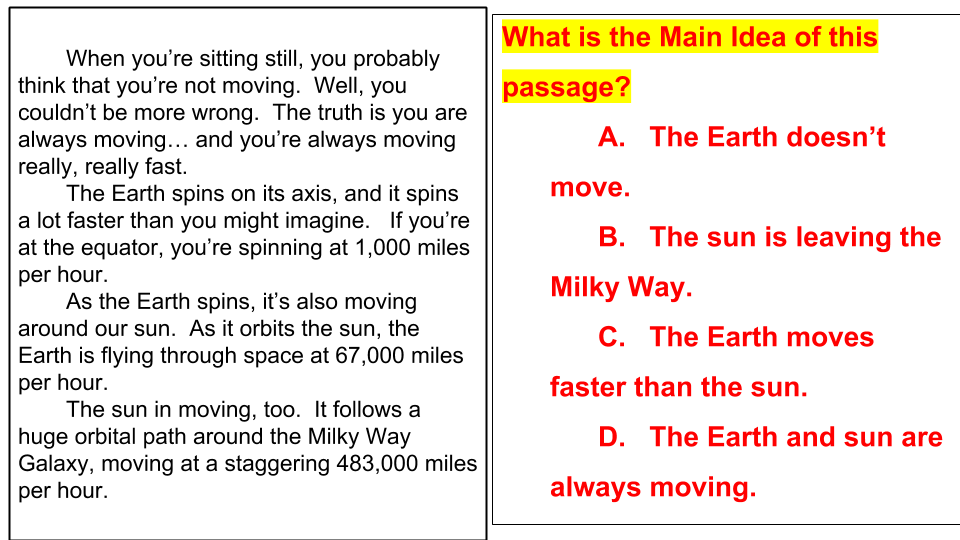 When you’re sitting still, you probably
think that you’re not moving.  Well, you
couldn’t be more wrong.  The truth is you are
always moving… and you’re always moving
really, really fast.
The Earth spins on its axis, and it spins
a lot faster than you might imagine.   If you’re
at the equator, you’re spinning at 1,000 miles
per hour.
As the Earth spins, it’s also moving
around our sun.  As it orbits the sun, the
Earth is flying through space at 67,000 miles
per hour.
The sun in moving, too.  It follows a
huge orbital path around the Milky Way
Galaxy, moving at a staggering 483,000 miles
per hour.
What is the Main Idea of this
passage?
A.   The Earth doesn’t
move.
B.   The sun is leaving the
Milky Way.
C.   The Earth moves
faster than the sun.
D.   The Earth and sun are
always moving.